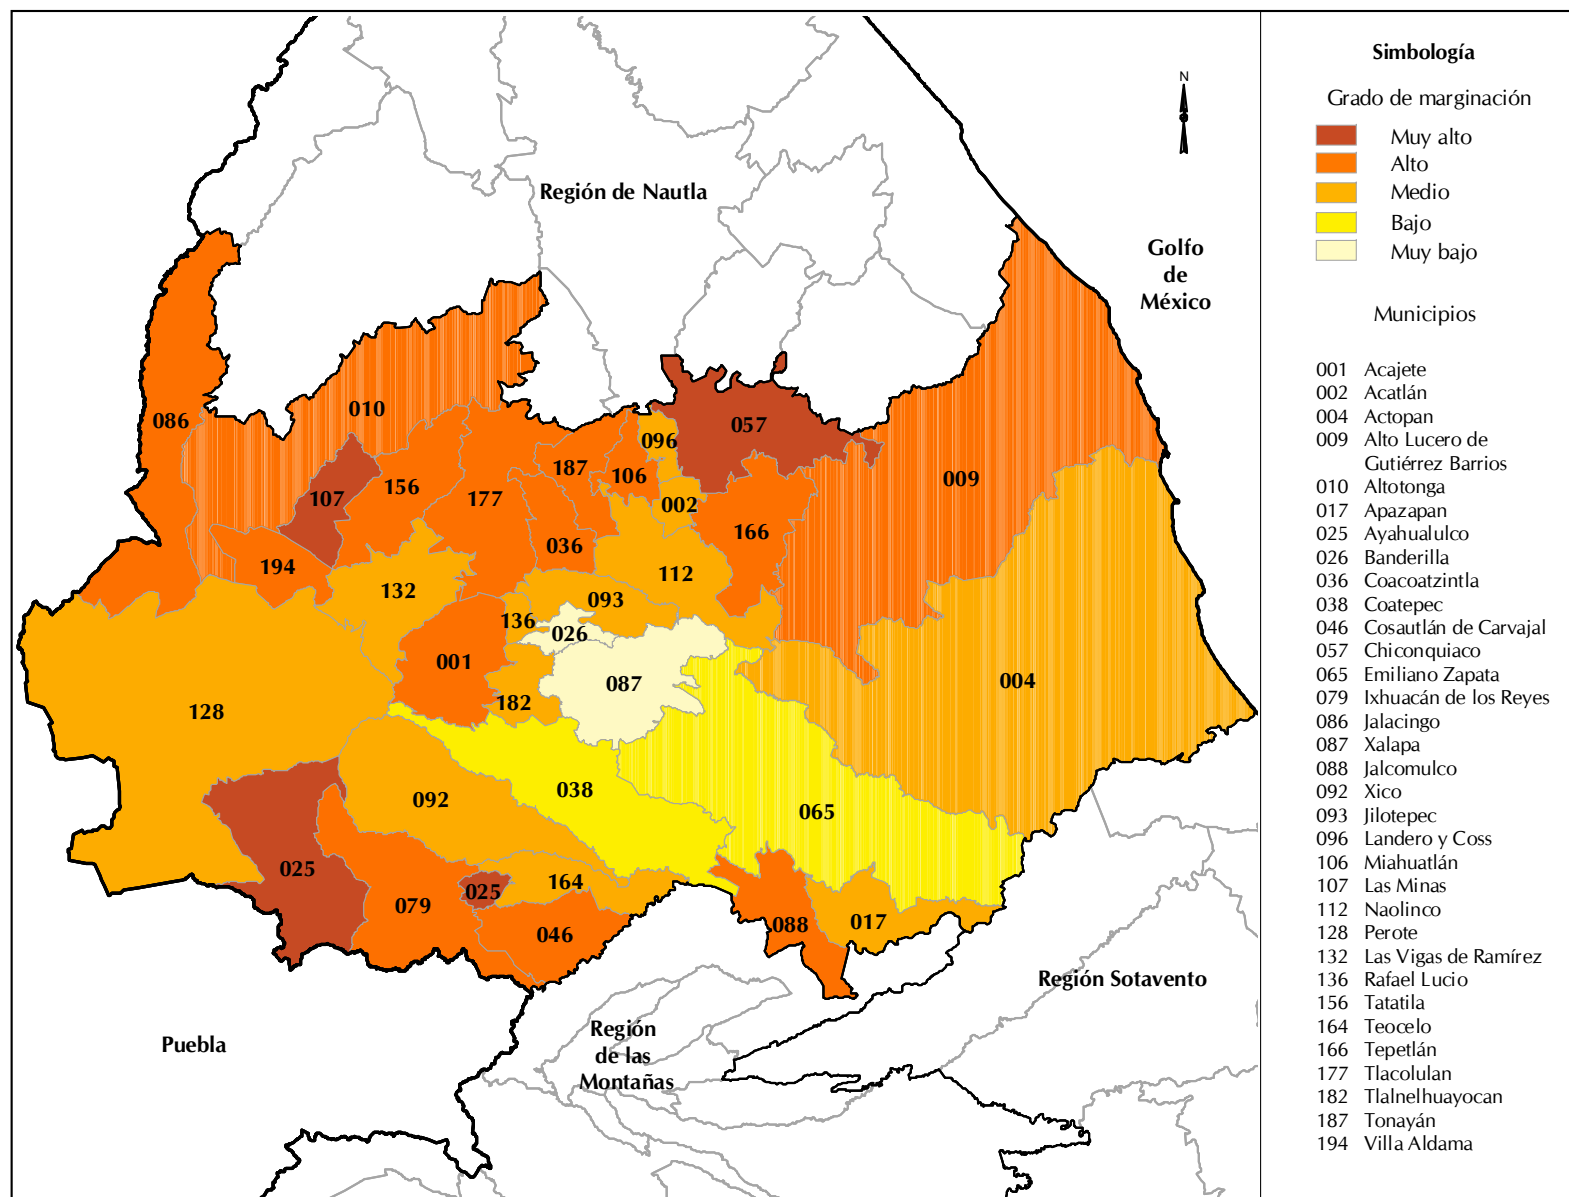 N
Región de Nautla
Golfo
de
México
010
086
057
096
187
106
009
107
156
177
002
166
036
194
112
132
093
136
026
001
087
004
182
128
038
092
065
025
164
025
079
088
017
046
Región Sotavento
Puebla
Región
de las
Montañas
Simbología
Grado de marginación
Muy alto
Alto
Medio
Bajo
Muy bajo
Municipios
001 Acajete
002 Acatlán
004 Actopan
009 Alto Lucero de
Gutiérrez Barrios
010 Altotonga
017 Apazapan
025 Ayahualulco
026 Banderilla
036 Coacoatzintla
038 Coatepec
046 Cosautlán de Carvajal
057 Chiconquiaco
065 Emiliano Zapata
079 Ixhuacán de los Reyes
086 Jalacingo
087 Xalapa
088 Jalcomulco
092 Xico
093 Jilotepec
096 Landero y Coss
106 Miahuatlán
107 Las Minas
112 Naolinco
128 Perote
132 Las Vigas de Ramírez
136 Rafael Lucio
156 Tatatila
164 Teocelo
166 Tepetlán
177 Tlacolulan
182 Tlalnelhuayocan
187 Tonayán
194 Villa Aldama